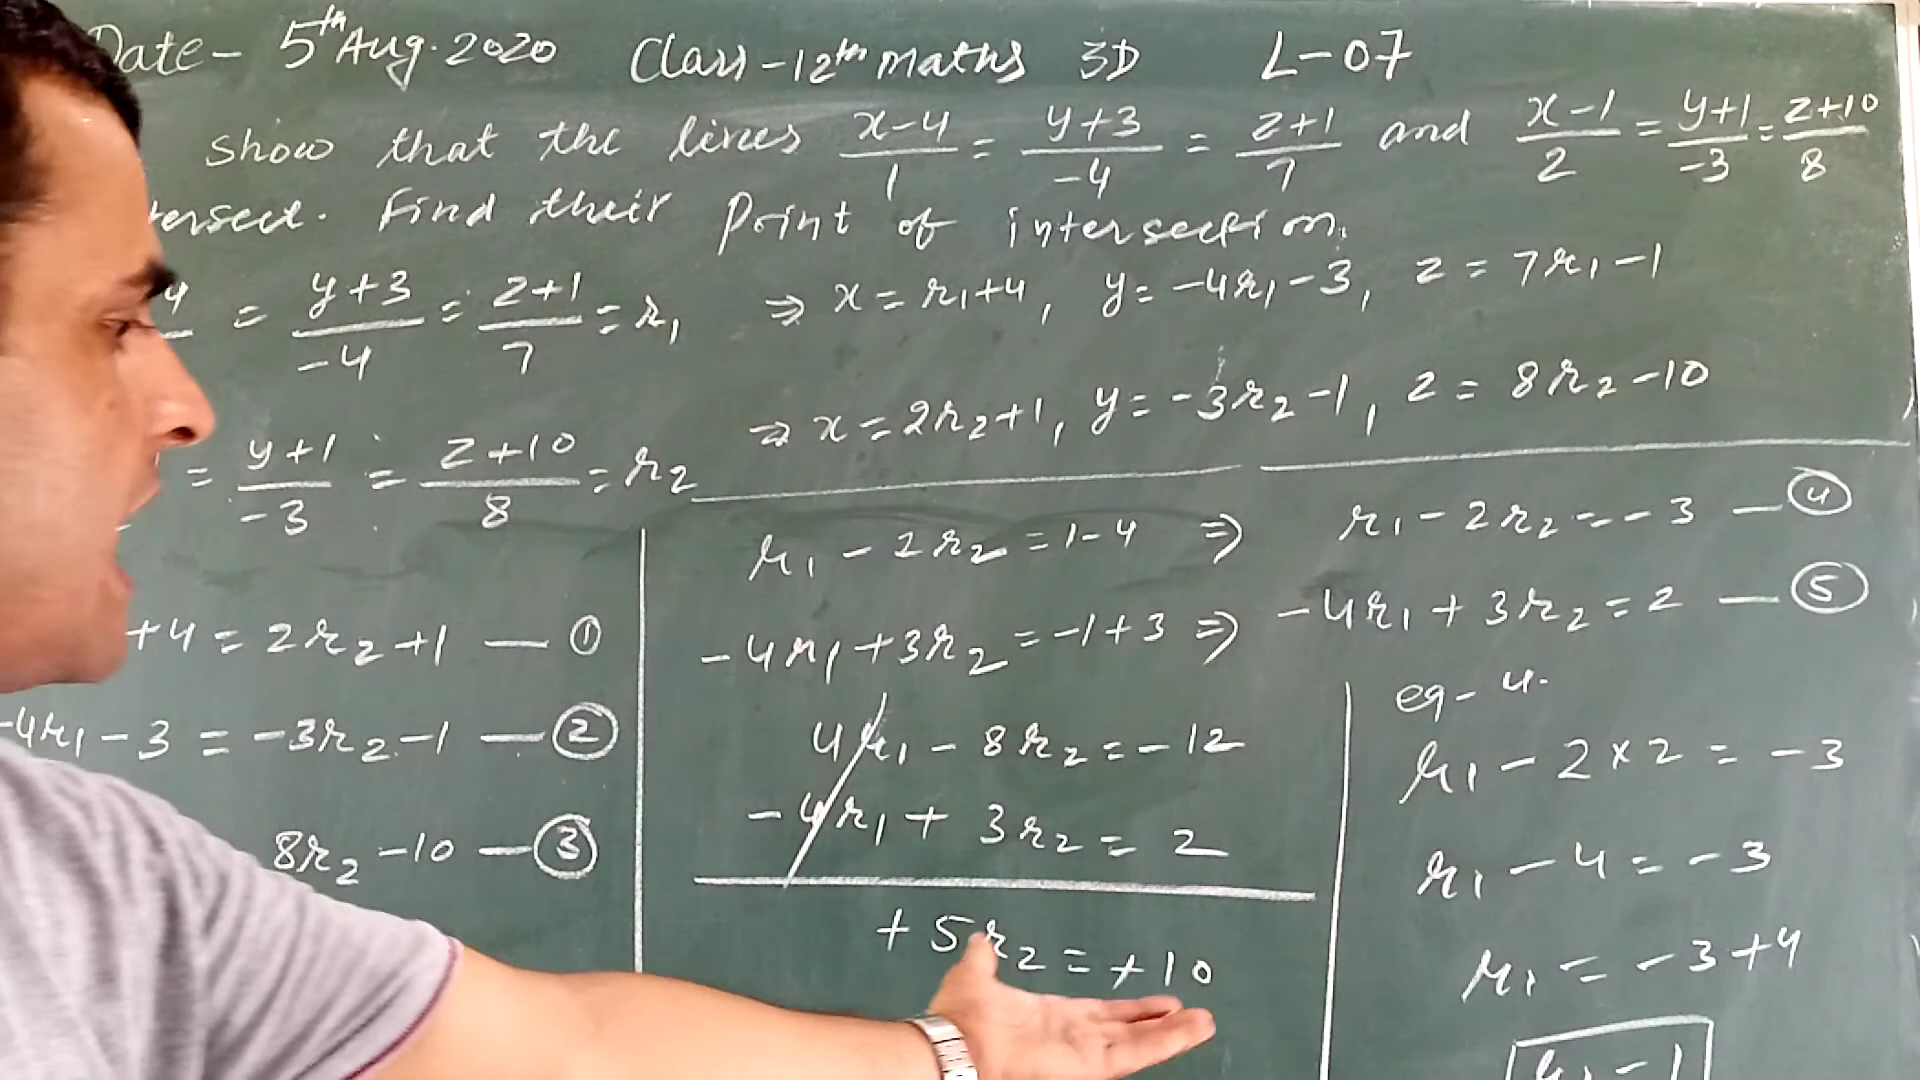 Date - 5th Aug. 2020 Class - 12th maths 3D L-07
show that the lines x-4/1 = y+3/-4 = z+1/7 and x-1/2 = y+1/-3 = z+10/8
tersect. Find their Point of intersection.
4 = y+3/-4 = z+1/7 = r₁ ⇒ x = r₁+4, y = -4r₁-3, z = 7r₁-1
= y+1/-3 = z+10/8 = r₂ ⇒ x = 2r₂+1, y = -3r₂-1, z = 8r₂-10
+4 = 2r₂+1 — ①
-4r₁-3 = -3r₂-1 — ②
8r₂-10 — ③
r₁ - 2r₂ = 1-4 ⇒ r₁ - 2r₂ = -3 — ④
-4r₁ + 3r₂ = -1+3 ⇒ -4r₁ + 3r₂ = 2 — ⑤
4r₁ - 8r₂ = -12
-4r₁ + 3r₂ = 2
+5r₂ = +10
eq - 4.
r₁ - 2×2 = -3
r₁ - 4 = -3
r₁ = -3+4
r₁ = 1